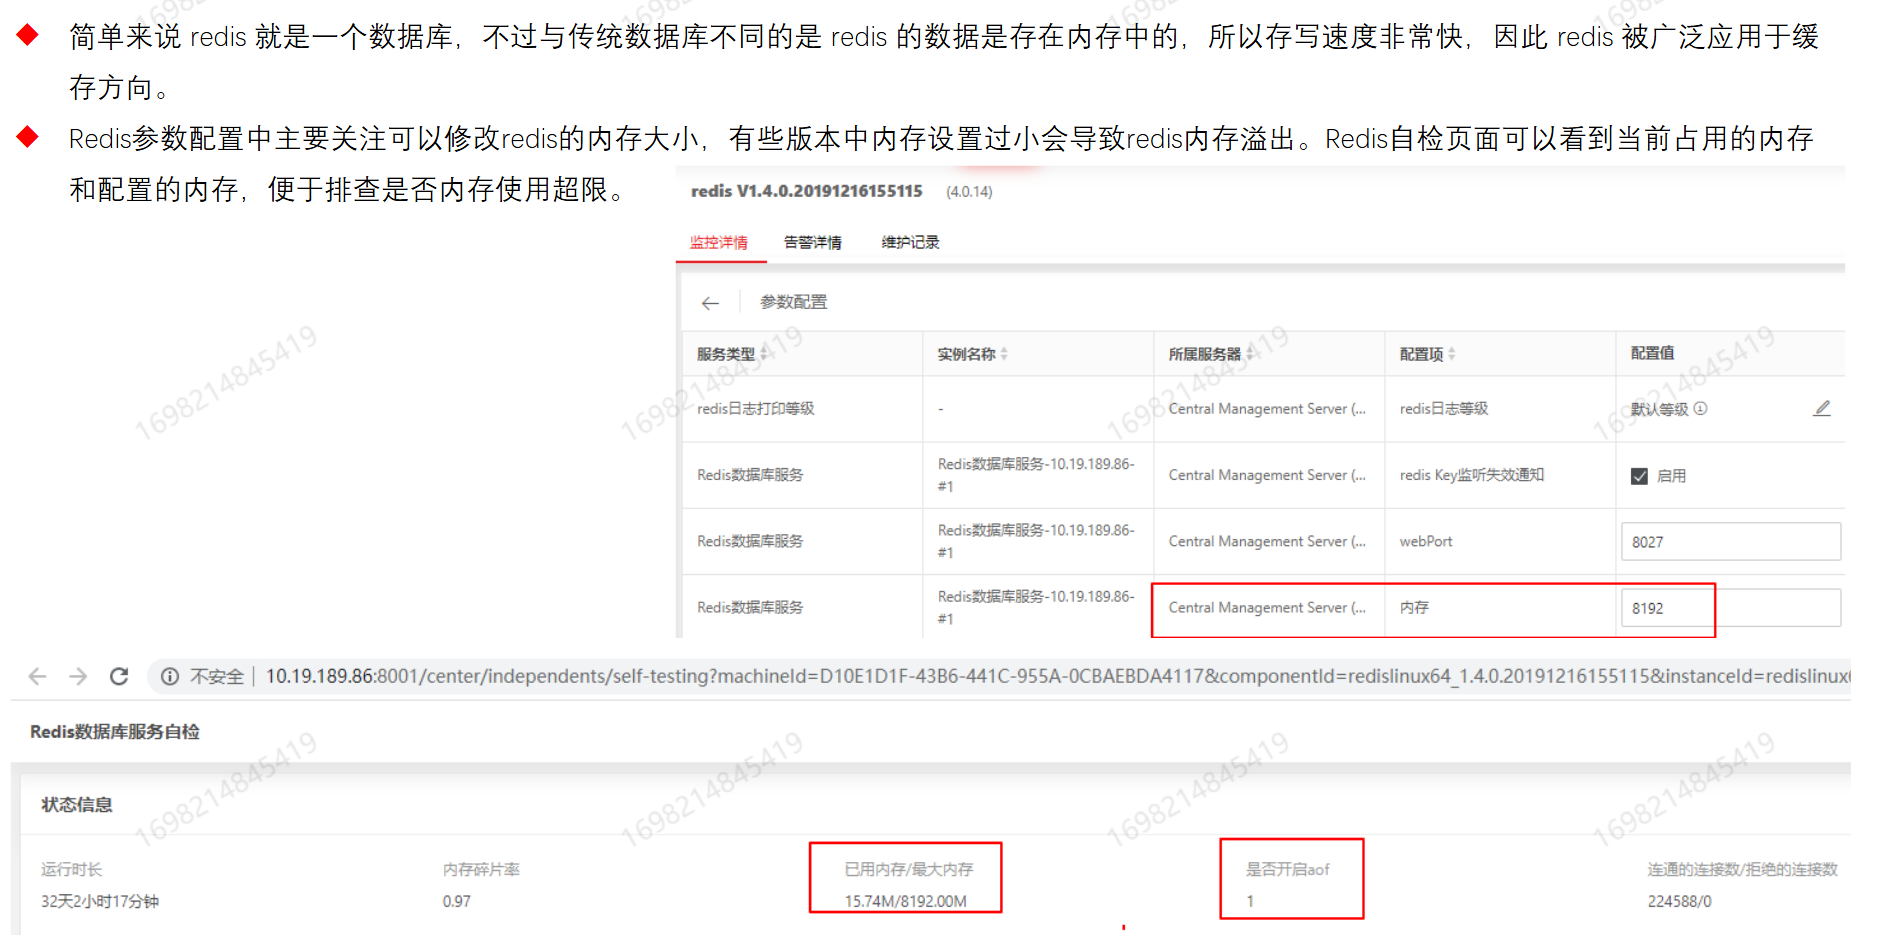 简单来说 redis 就是一个数据库，不过与传统数据库不同的是 redis 的数据是存在内存中的，所以存写速度非常快，因此 redis 被广泛应用于缓
存方向。
Redis参数配置中主要关注可以修改redis的内存大小，有些版本中内存设置过小会导致redis内存溢出。Redis自检页面可以看到当前占用的内存
和配置的内存，便于排查是否内存使用超限。
redis V1.4.0.20191216155115 (4.0.14)
监控详情 告警详情 维护记录
参数配置
服务类型 实例名称 所属服务器 配置项 配置值
redis日志打印等级 - Central Management Server (... redis日志等级 默认等级
Redis数据库服务 Redis数据库服务-10.19.189.86-
#1 Central Management Server (... redis Key监听失效通知 启用
Redis数据库服务 Redis数据库服务-10.19.189.86-
#1 Central Management Server (... webPort 8027
Redis数据库服务 Redis数据库服务-10.19.189.86-
#1 Central Management Server (... 内存 8192
不安全 10.19.189.86:8001/center/independents/self-testing?machineId=D10E1D1F-43B6-441C-955A-0CBAEBDA4117&componentId=redislinux64_1.4.0.20191216155115&instanceId=redislinux
Redis数据库服务自检
状态信息
运行时长 内存碎片率 已用内存/最大内存 是否开启aof 连通的连接数/拒绝的连接数
32天2小时17分钟 0.97 15.74M/8192.00M 1 224588/0
1698214845419
1698214845419
1698214845419
1698214845419
1698214845419
1698214845419
1698214845419
1698214845419